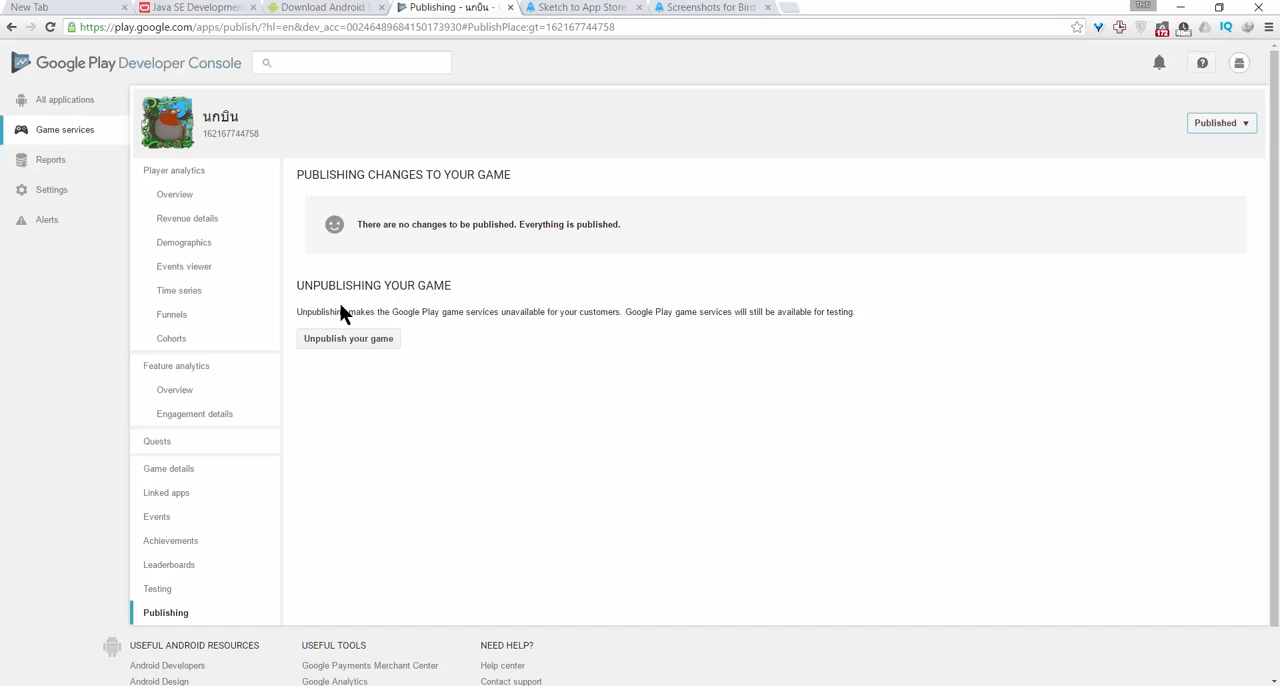 New Tab
Java SE Developmen
Download Android S
Publishing - นกบิน -
Sketch to App Store
Screenshots for Bird
https://play.google.com/apps/publish/?hl=en&dev_acc=00246489684150173930#PublishPlace:gt=162167744758
172
40m
IQ
Google Play Developer Console
All applications
Game services
Reports
Settings
Alerts
นกบิน
162167744758
Published
Player analytics
Overview
Revenue details
Demographics
Events viewer
Time series
Funnels
Cohorts
Feature analytics
Overview
Engagement details
Quests
Game details
Linked apps
Events
Achievements
Leaderboards
Testing
Publishing
PUBLISHING CHANGES TO YOUR GAME
There are no changes to be published. Everything is published.
UNPUBLISHING YOUR GAME
Unpublishing makes the Google Play game services unavailable for your customers. Google Play game services will still be available for testing.
Unpublish your game
USEFUL ANDROID RESOURCES
Android Developers
Android Design
USEFUL TOOLS
Google Payments Merchant Center
Google Analytics
NEED HELP?
Help center
Contact support